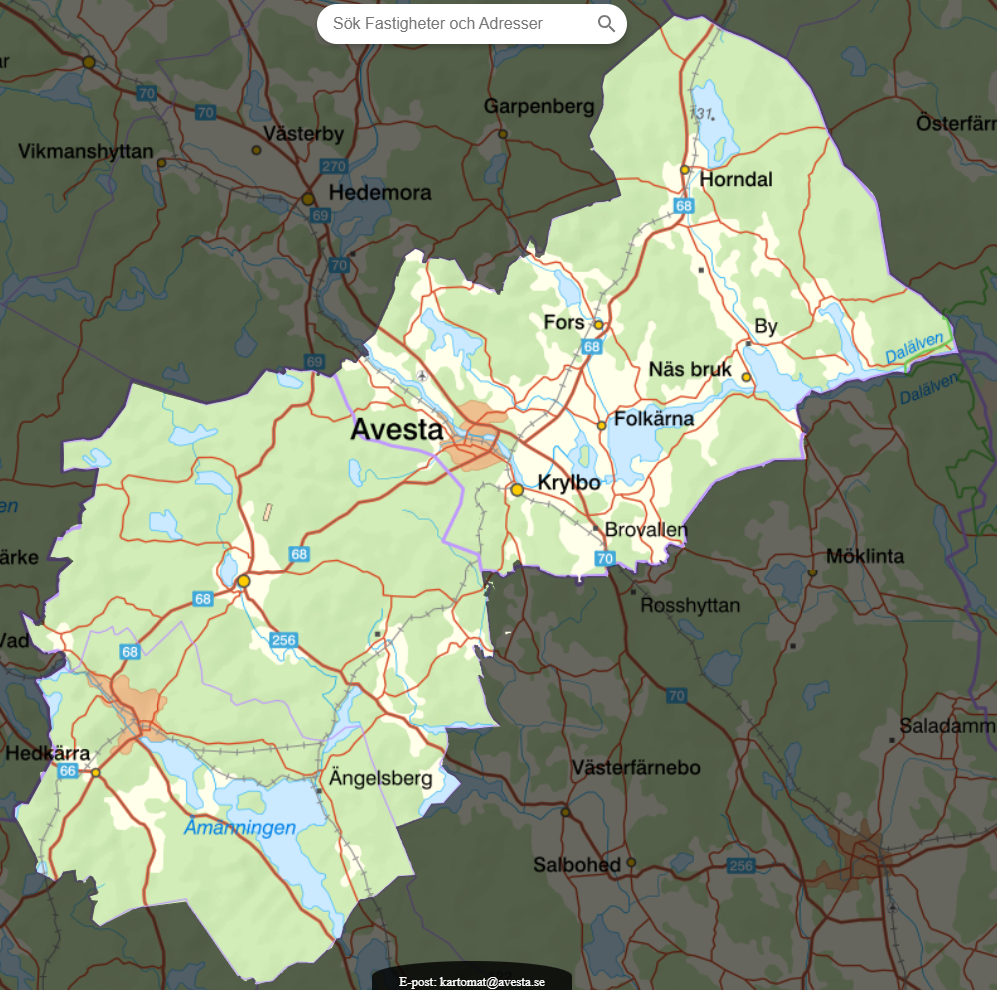 Sök Fastigheter och Adresser
70
70
Garpenberg
131.
Österfärn
Västerby
Vikmanshyttan
270
Horndal
Hedemora
68
69
70
Fors
By
68
Dalälven
69
Näs bruk
Dalälven
Folkärna
Avesta
Krylbo
Brovallen
68
70
Möklinta
ärke
68
Rosshyttan
256
Vad
68
70
Saladamm
Hedkärra
66
Ängelsberg
Västerfärnebo
Åmänningen
Salbohed
256
E-post: kartomat@avesta.se